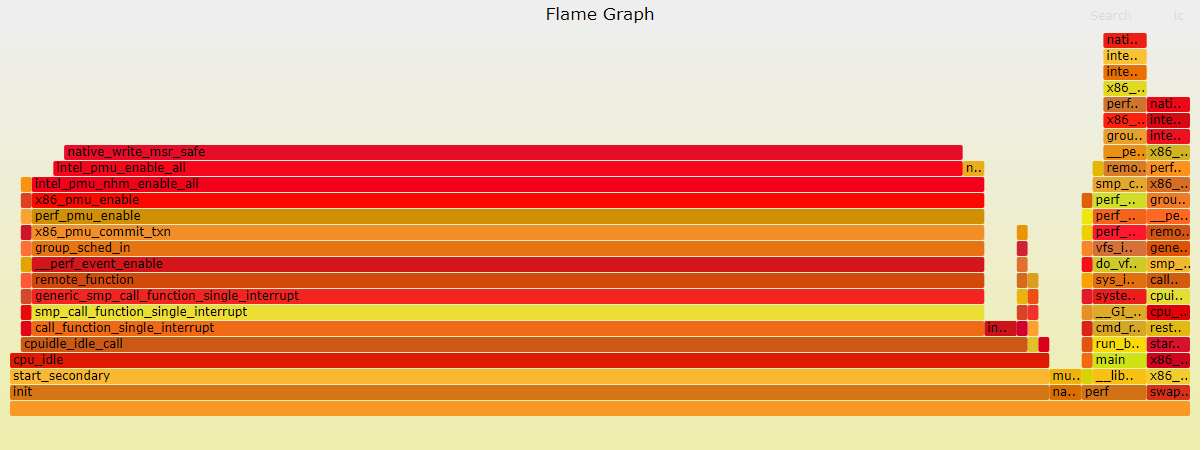 Flame Graph
Search ic
nati..
inte..
inte..
x86_..
perf.. nati..
x86_.. inte..
grou.. inte..
native_write_msr_safe __pe.. x86_..
intel_pmu_enable_all n.. remo.. perf..
intel_pmu_nhm_enable_all smp_c.. x86_..
x86_pmu_enable perf_.. grou..
perf_pmu_enable perf_.. __pe..
x86_pmu_commit_txn perf_.. remo..
group_sched_in vfs_i.. gene..
__perf_event_enable do_vf.. smp_..
remote_function sys_i.. call..
generic_smp_call_function_single_interrupt syste.. cpui..
smp_call_function_single_interrupt __GI_.. cpu_..
call_function_single_interrupt in.. cmd_r.. rest..
cpuidle_idle_call run_b.. star..
cpu_idle main x86_..
start_secondary mu.. __lib.. x86_..
init na.. perf swap..